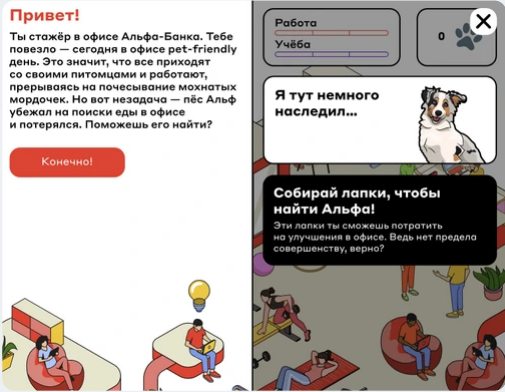 Привет!
Ты стажёр в офисе Альфа-Банка. Тебе
повезло — сегодня в офисе pet-friendly
день. Это значит, что все приходят
со своими питомцами и работают,
прерываясь на почесывание мохнатых
мордочек. Но вот незадача — пёс Альф
убежал на поиски еды в офисе
и потерялся. Поможешь его найти?
Конечно!
Работа
Учёба
0
Я тут немного
наследил...
Собирай лапки, чтобы
найти Альфа!
Эти лапки ты сможешь потратить
на улучшения в офисе. Ведь нет предела
совершенству, верно?